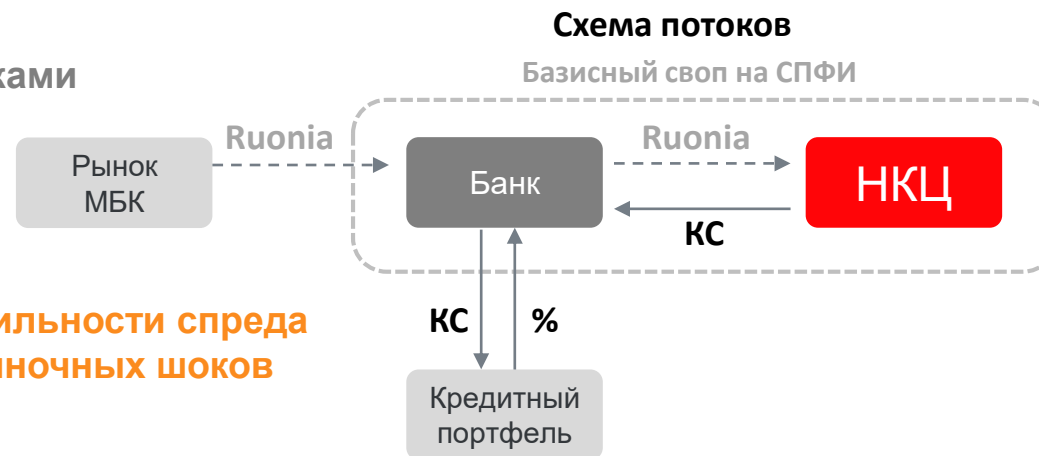 Схема потоков
ками
Базисный своп на СПФИ
Ruonia
Ruonia
Рынок
МБК
Банк
НКЦ
КС
ильности спреда
ночных шоков
КС
%
Кредитный
портфель